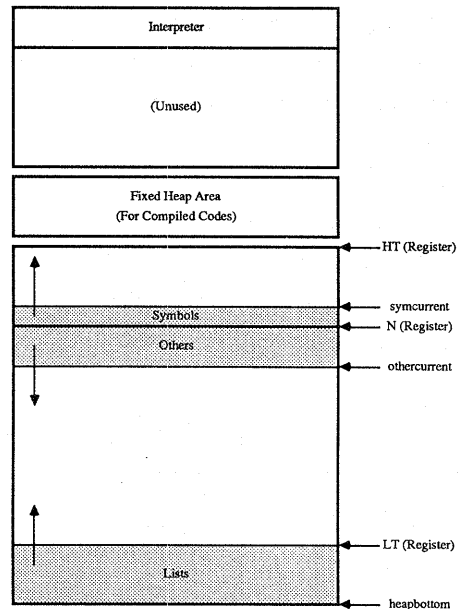 Interpreter
(Unused)
Fixed Heap Area
(For Compiled Codes)
HT (Register)
symcurrent
Symbols
N (Register)
Others
othercurrent
LT (Register)
Lists
heapbottom